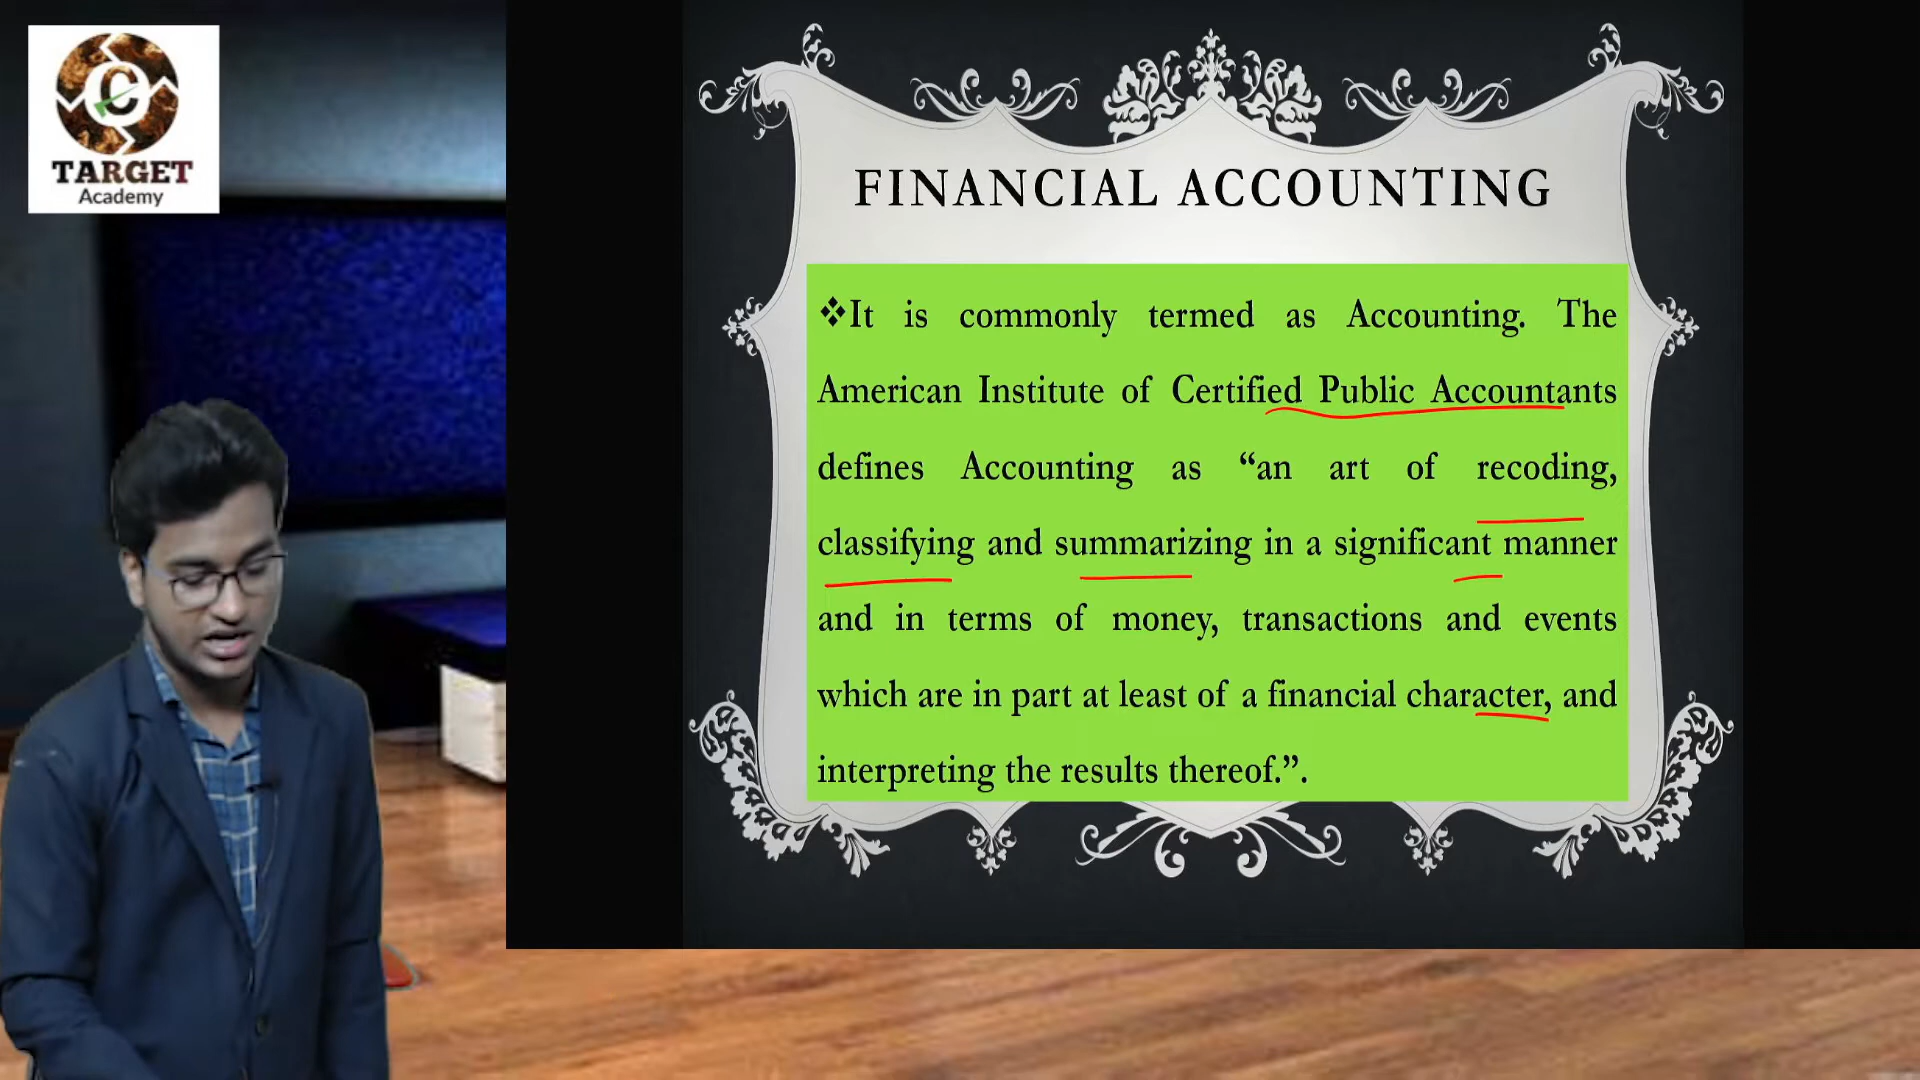 C
TARGET
Academy
FINANCIAL ACCOUNTING
❖It is commonly termed as Accounting. The
American Institute of Certified Public Accountants
defines Accounting as “an art of recoding,
classifying and summarizing in a significant manner
and in terms of money, transactions and events
which are in part at least of a financial character, and
interpreting the results thereof.”.